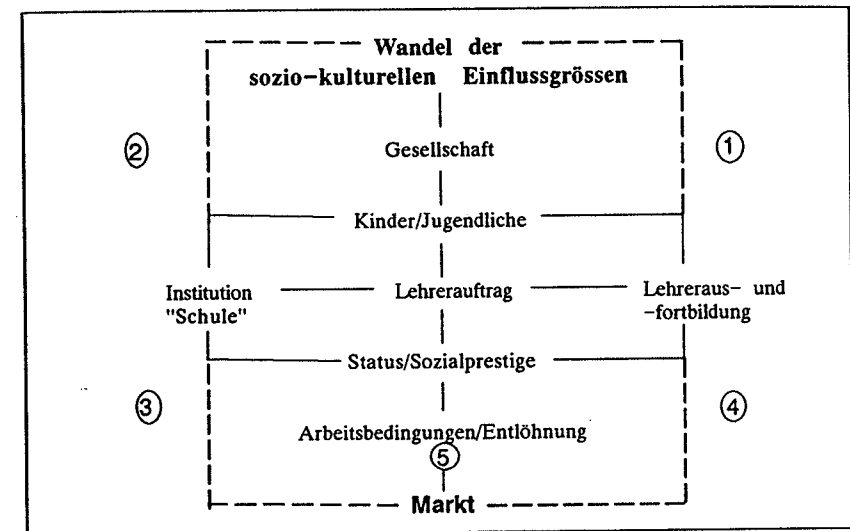 Wandel der
sozio-kulturellen Einflussgrössen
② Gesellschaft ①
Kinder/Jugendliche
Institution "Schule" Lehrerauftrag Lehreraus- und -fortbildung
Status/Sozialprestige
③ ④
Arbeitsbedingungen/Entlöhnung
⑤
Markt